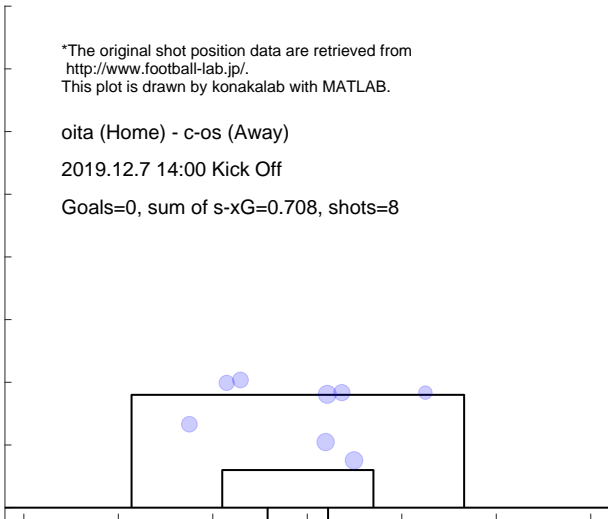 *The original shot position data are retrieved from
http://www.football-lab.jp/.
This plot is drawn by konakalab with MATLAB.
oita (Home) - c-os (Away)
2019.12.7 14:00 Kick Off
Goals=0, sum of s-xG=0.708, shots=8